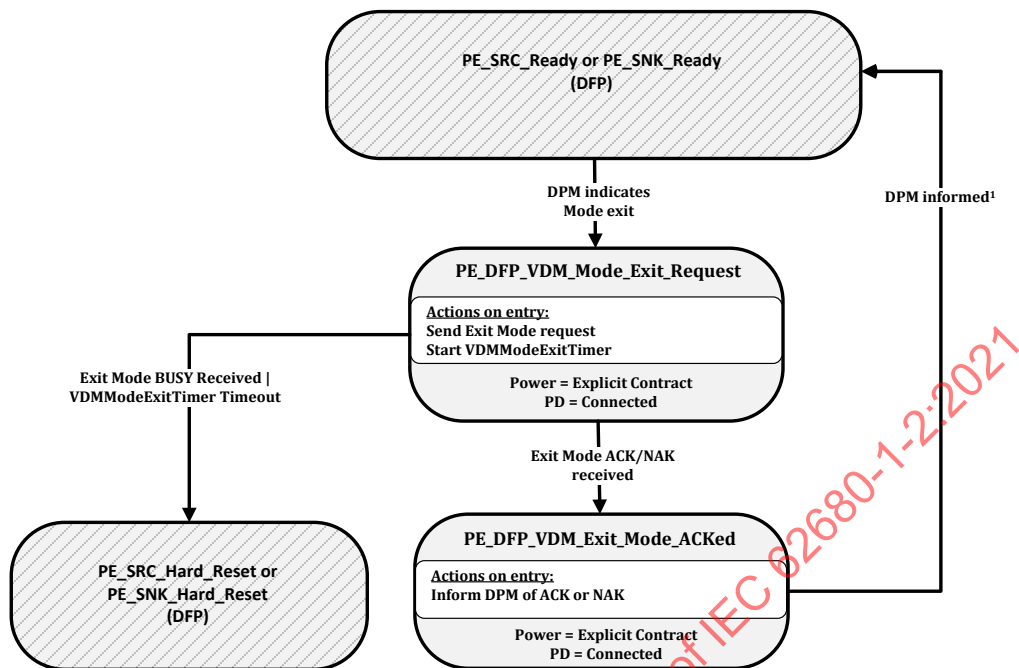 PE_SRC_Ready or PE_SNK_Ready
(DFP)
DPM indicates
Mode exit
DPM informed¹
PE_DFP_VDM_Mode_Exit_Request
Actions on entry:
Send Exit Mode request
Start VDMModeExitTimer
Power = Explicit Contract
PD = Connected
Exit Mode BUSY Received |
VDMModeExitTimer Timeout
Exit Mode ACK/NAK
received
PE_SRC_Hard_Reset or
PE_SNK_Hard_Reset
(DFP)
PE_DFP_VDM_Exit_Mode_ACKed
Actions on entry:
Inform DPM of ACK or NAK
Power = Explicit Contract
PD = Connected
of IEC 62680-1-2:2021